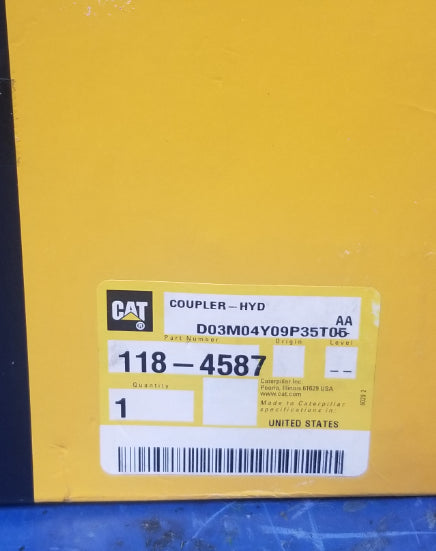 CAT®
COUPLER-HYD
AA
D03M04Y09P35T05
Part Number
Origin
Level
118-4587
--
Quantity
1
Caterpillar Inc.
Peoria, Illinois 61629 USA
www.cat.com
Made to Caterpillar
specifications in
UNITED STATES